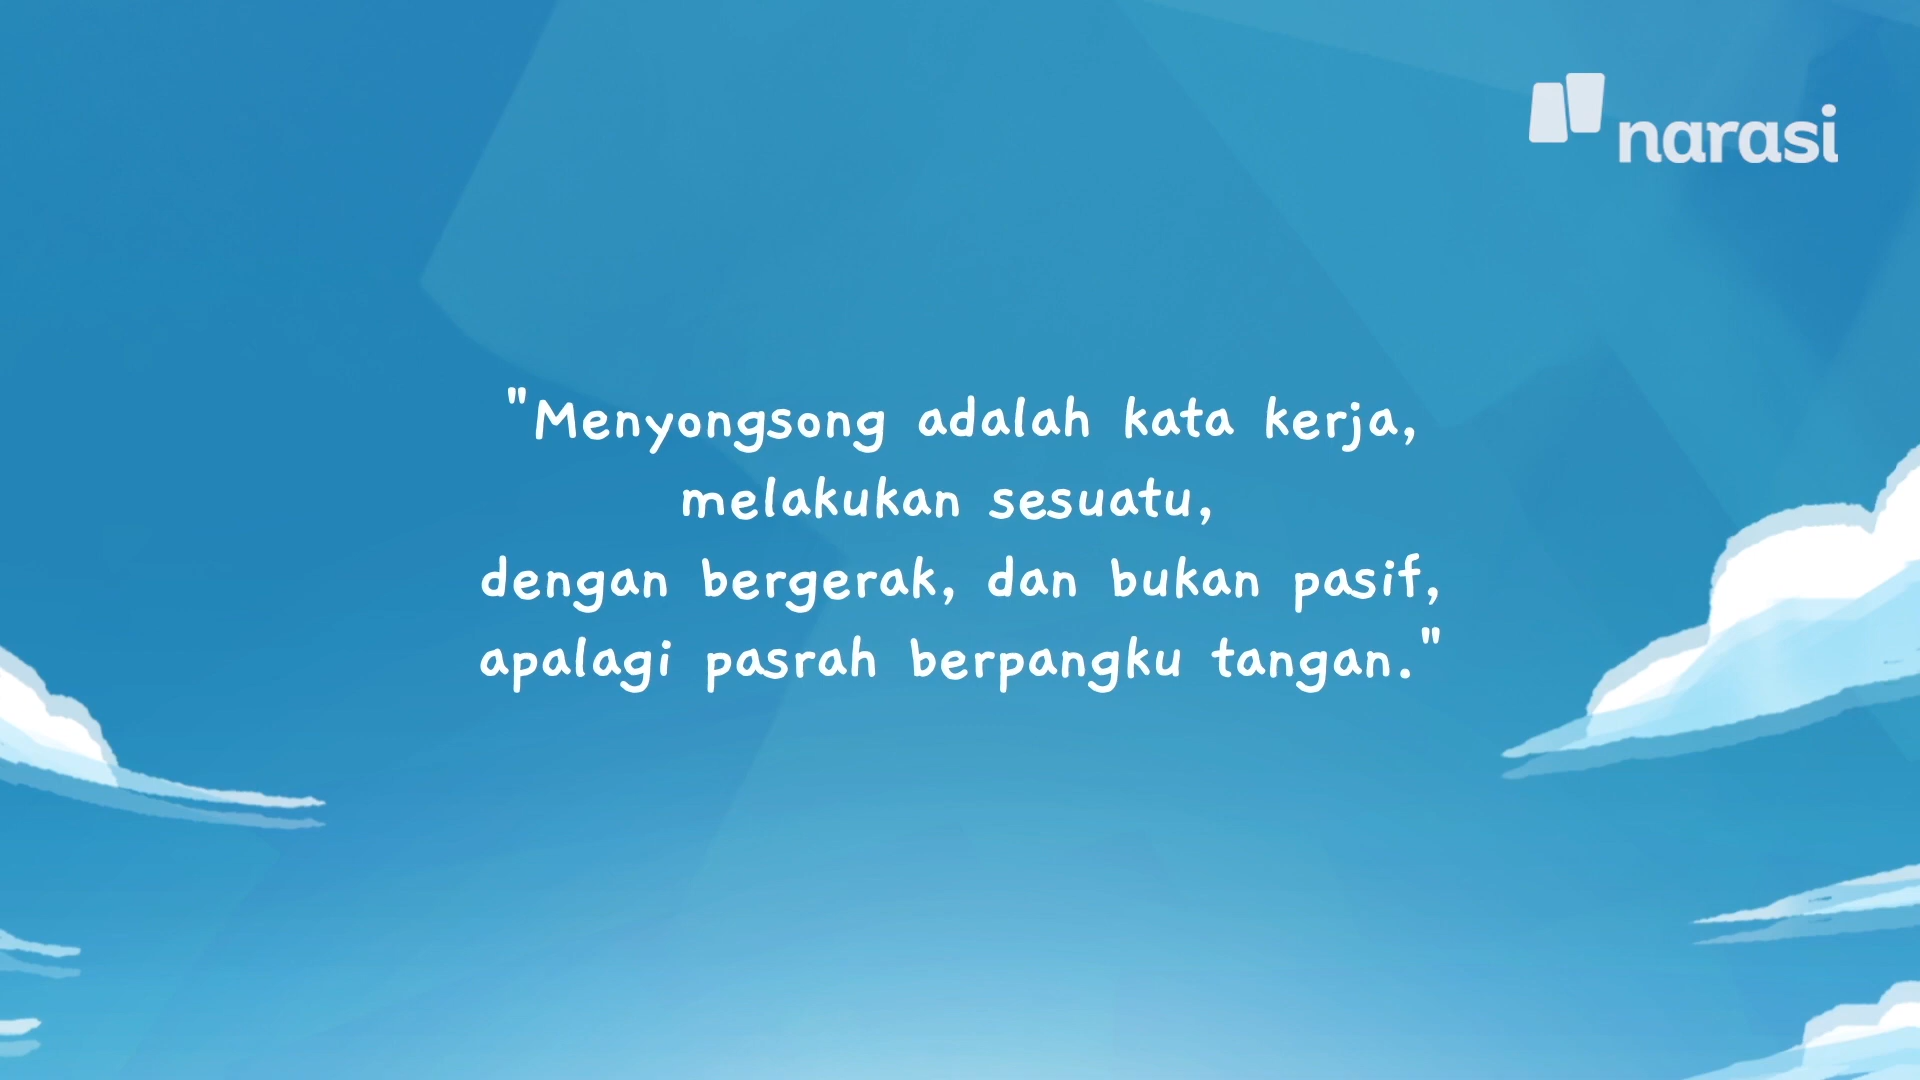 narasi
"Menyongsong adalah kata kerja,
melakukan sesuatu,
dengan bergerak, dan bukan pasif,
apalagi pasrah berpangku tangan."